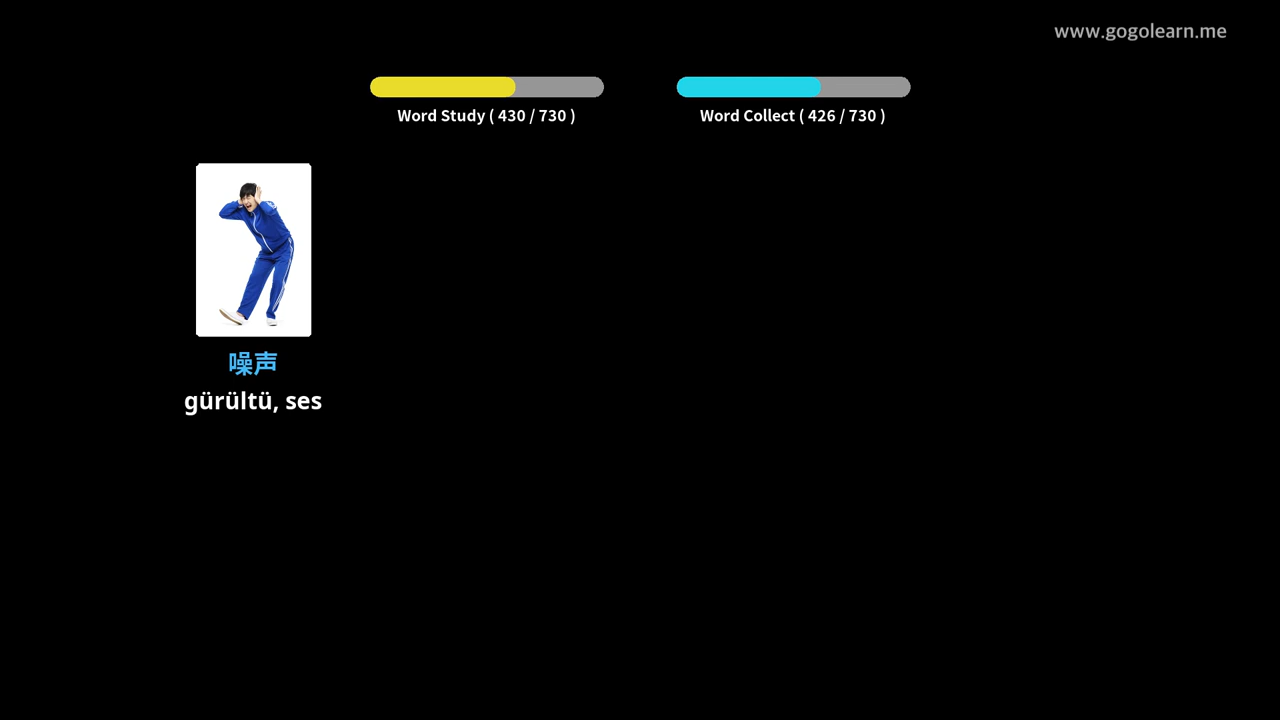 www.gogolearn.me
Word Study ( 430 / 730 )
Word Collect ( 426 / 730 )
噪声
gürültü, ses